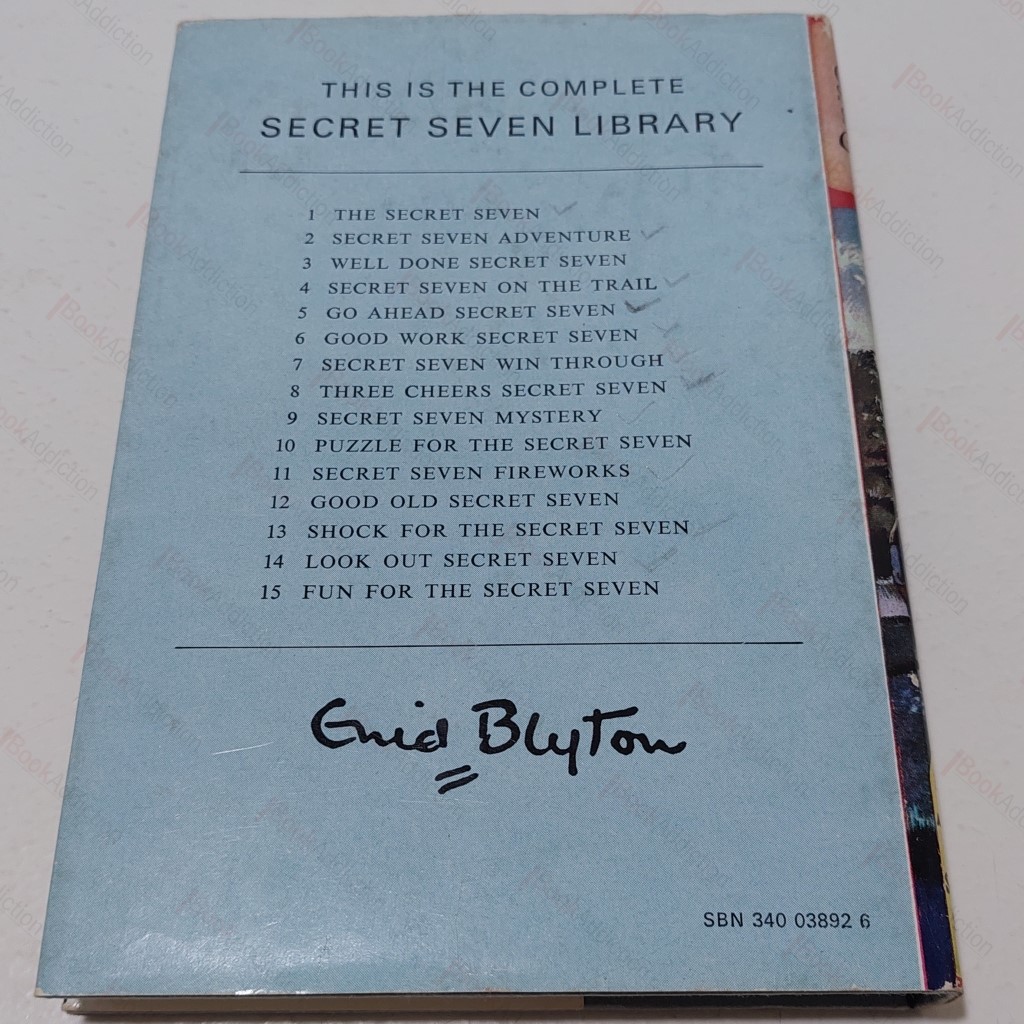 THIS IS THE COMPLETE
SECRET SEVEN LIBRARY
1 THE SECRET SEVEN
2 SECRET SEVEN ADVENTURE
3 WELL DONE SECRET SEVEN
4 SECRET SEVEN ON THE TRAIL
5 GO AHEAD SECRET SEVEN
6 GOOD WORK SECRET SEVEN
7 SECRET SEVEN WIN THROUGH
8 THREE CHEERS SECRET SEVEN
9 SECRET SEVEN MYSTERY
10 PUZZLE FOR THE SECRET SEVEN
11 SECRET SEVEN FIREWORKS
12 GOOD OLD SECRET SEVEN
13 SHOCK FOR THE SECRET SEVEN
14 LOOK OUT SECRET SEVEN
15 FUN FOR THE SECRET SEVEN
Enid Blyton
SBN 340 03892 6
BookAddiction